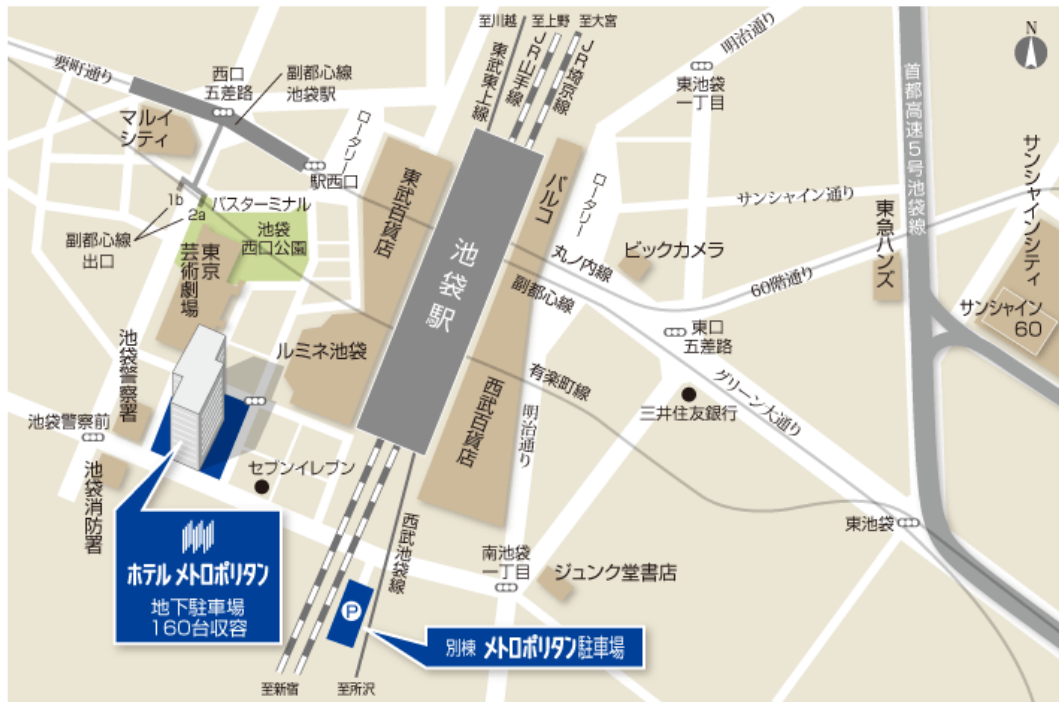 至川越
至上野
至大宮
N
要町通り
西口
五差路
副都心線
池袋駅
東武東上線
JR山手線
JR埼京線
明治通り
東池袋
一丁目
首都高速5号池袋線
マルイ
シティ
ロータリー
駅西口
東武百貨店
パルコ
ロータリー
サンシャイン通り
東急ハンズ
サンシャインシティ
1b
2a
バスターミナル
池袋
西口公園
副都心線
出口
東京
芸術劇場
池袋駅
丸ノ内線
副都心線
ビックカメラ
60階通り
サンシャイン
60
東口
五差路
ルミネ池袋
池袋警察署
有楽町線
グリーン大通り
三井住友銀行
池袋警察前
西武百貨店
明治通り
セブンイレブン
池袋消防署
西武池袋線
東池袋
ホテル メトロポリタン
地下駐車場
160台収容
南池袋
一丁目
ジュンク堂書店
P
別棟 メトロポリタン駐車場
至新宿
至所沢